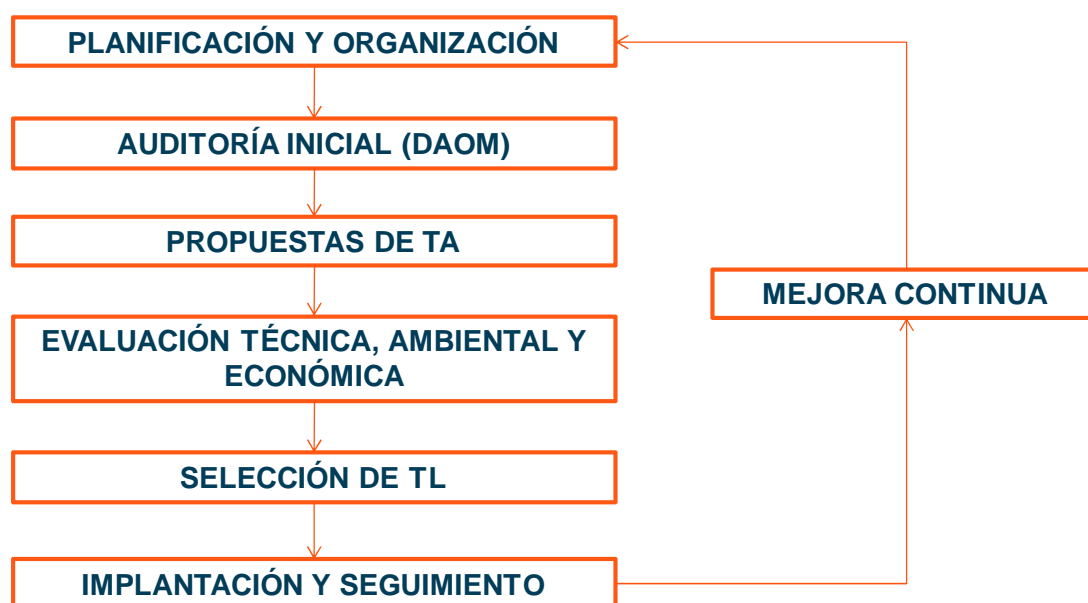 PLANIFICACIÓN Y ORGANIZACIÓN
AUDITORÍA INICIAL (DAOM)
PROPUESTAS DE TA
EVALUACIÓN TÉCNICA, AMBIENTAL Y
ECONÓMICA
SELECCIÓN DE TL
IMPLANTACIÓN Y SEGUIMIENTO
MEJORA CONTINUA